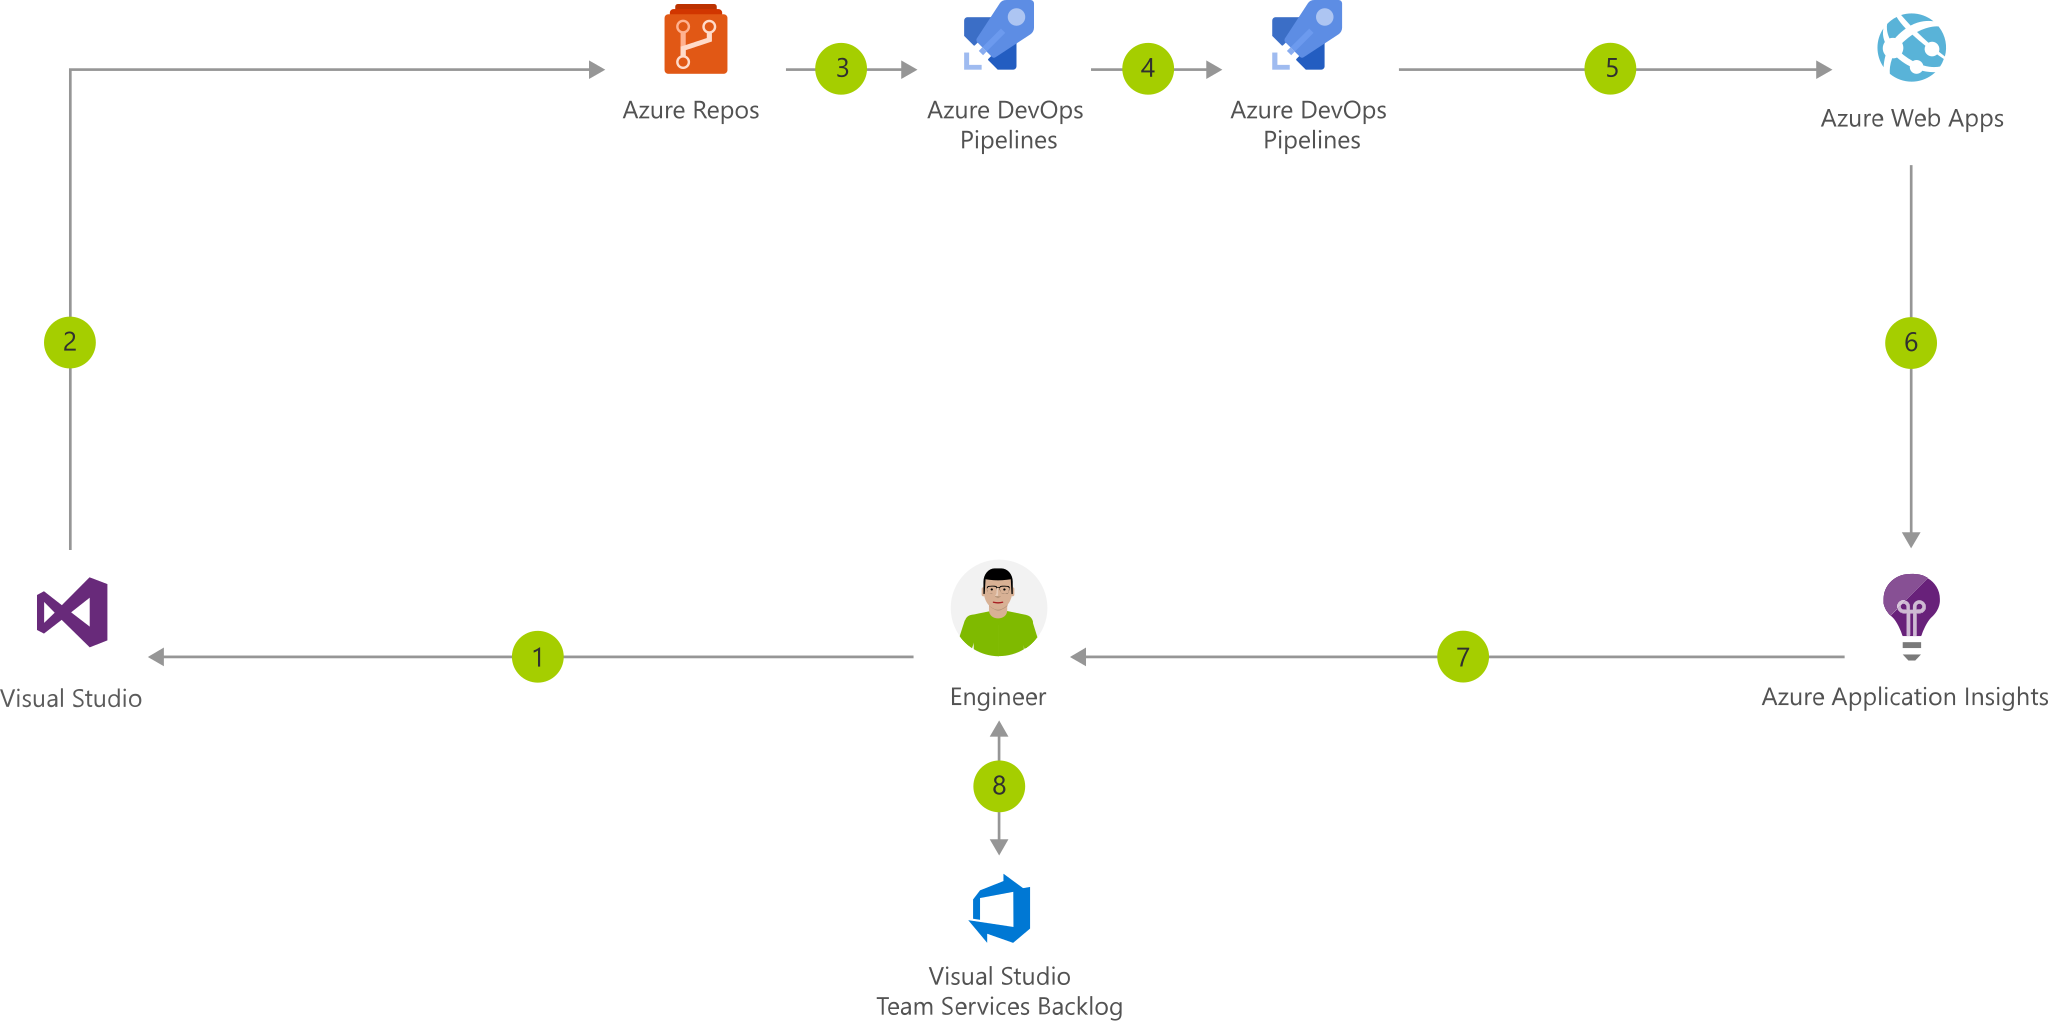 3
4
5
Azure Repos
Azure DevOps
Pipelines
Azure DevOps
Pipelines
Azure Web Apps
2
6
1
7
Visual Studio
Engineer
Azure Application Insights
8
Visual Studio
Team Services Backlog